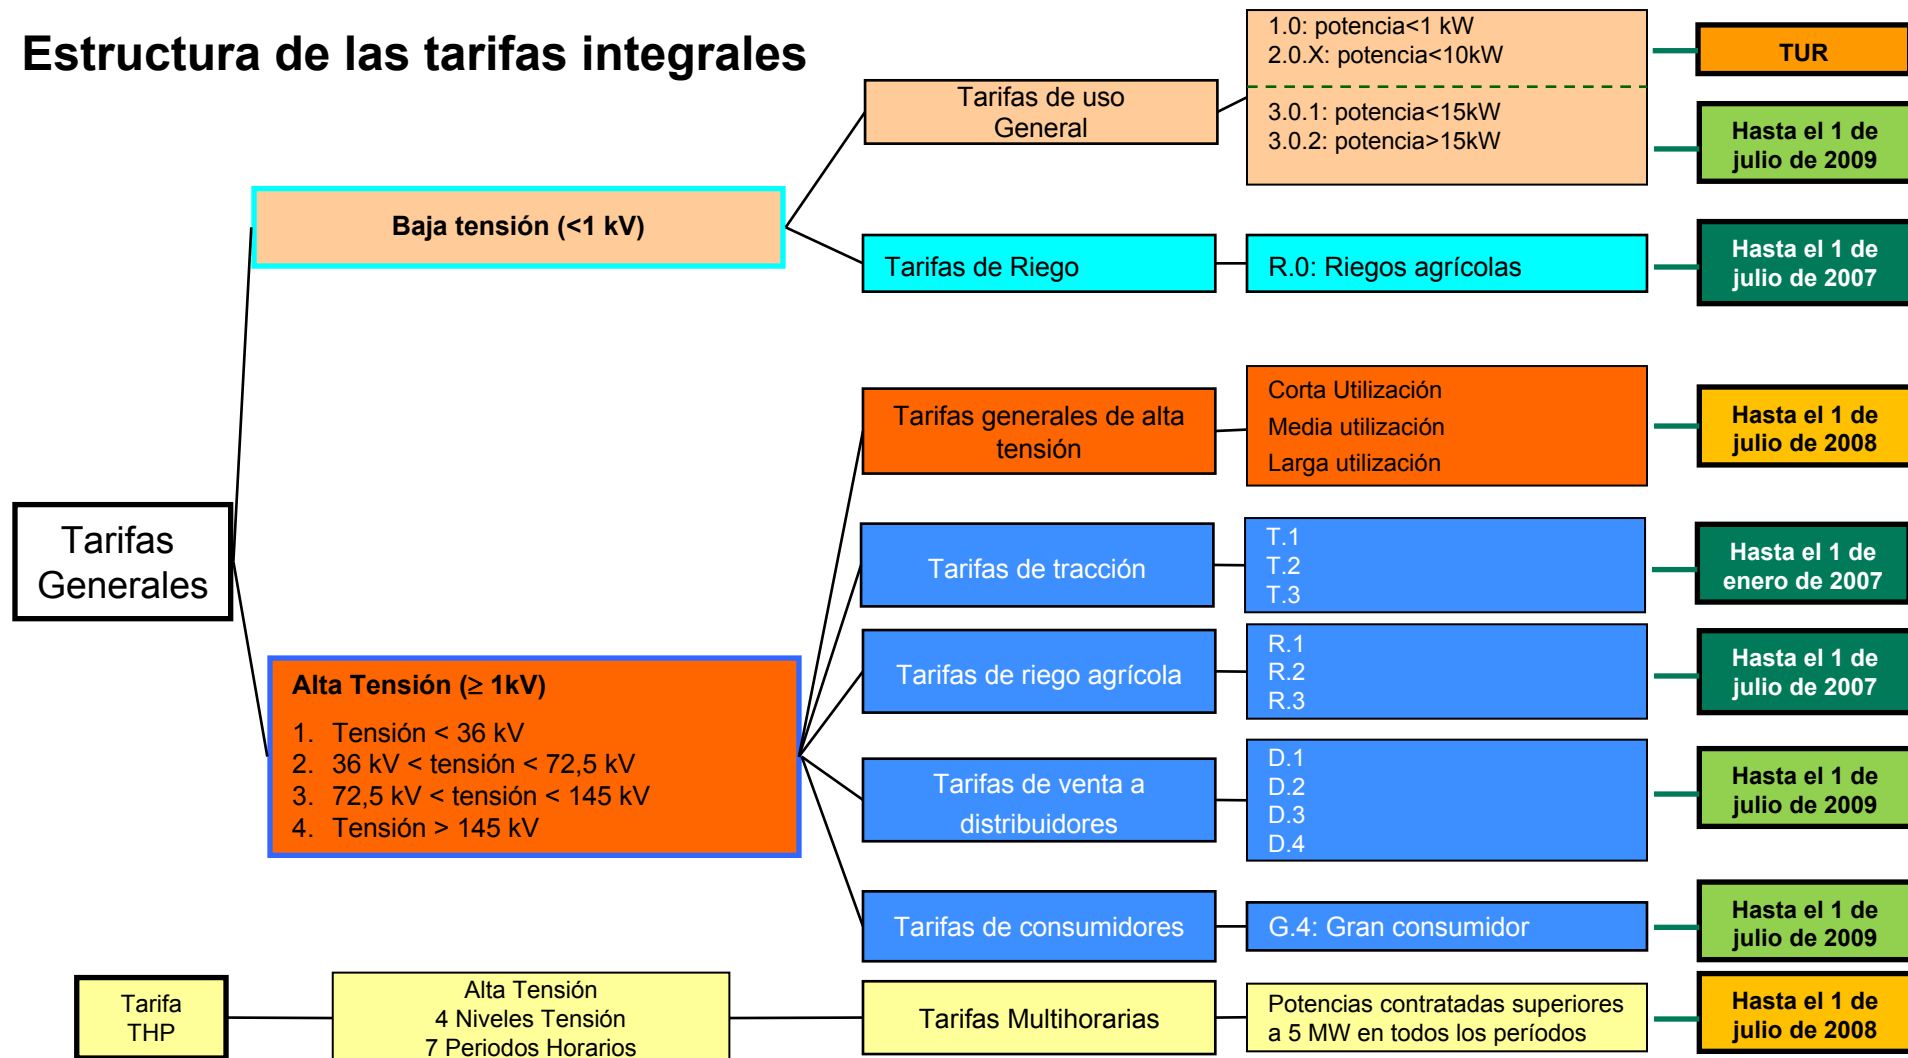 Estructura de las tarifas integrales
Tarifas
Generales
Baja tensión (<1 kV)
Tarifas de uso
General
1.0: potencia<1 kW
2.0.X: potencia<10kW
3.0.1: potencia<15kW
3.0.2: potencia>15kW
TUR
Hasta el 1 de
julio de 2009
Tarifas de Riego
R.0: Riegos agrícolas
Hasta el 1 de
julio de 2007
Alta Tensión (≥ 1kV)
1. Tensión < 36 kV
2. 36 kV < tensión < 72,5 kV
3. 72,5 kV < tensión < 145 kV
4. Tensión > 145 kV
Tarifas generales de alta
tensión
Corta Utilización
Media utilización
Larga utilización
Hasta el 1 de
julio de 2008
Tarifas de tracción
T.1
T.2
T.3
Hasta el 1 de
enero de 2007
Tarifas de riego agrícola
R.1
R.2
R.3
Hasta el 1 de
julio de 2007
Tarifas de venta a
distribuidores
D.1
D.2
D.3
D.4
Hasta el 1 de
julio de 2009
Tarifas de consumidores
G.4: Gran consumidor
Hasta el 1 de
julio de 2009
Tarifa
THP
Alta Tensión
4 Niveles Tensión
7 Periodos Horarios
Tarifas Multihorarias
Potencias contratadas superiores
a 5 MW en todos los períodos
Hasta el 1 de
julio de 2008